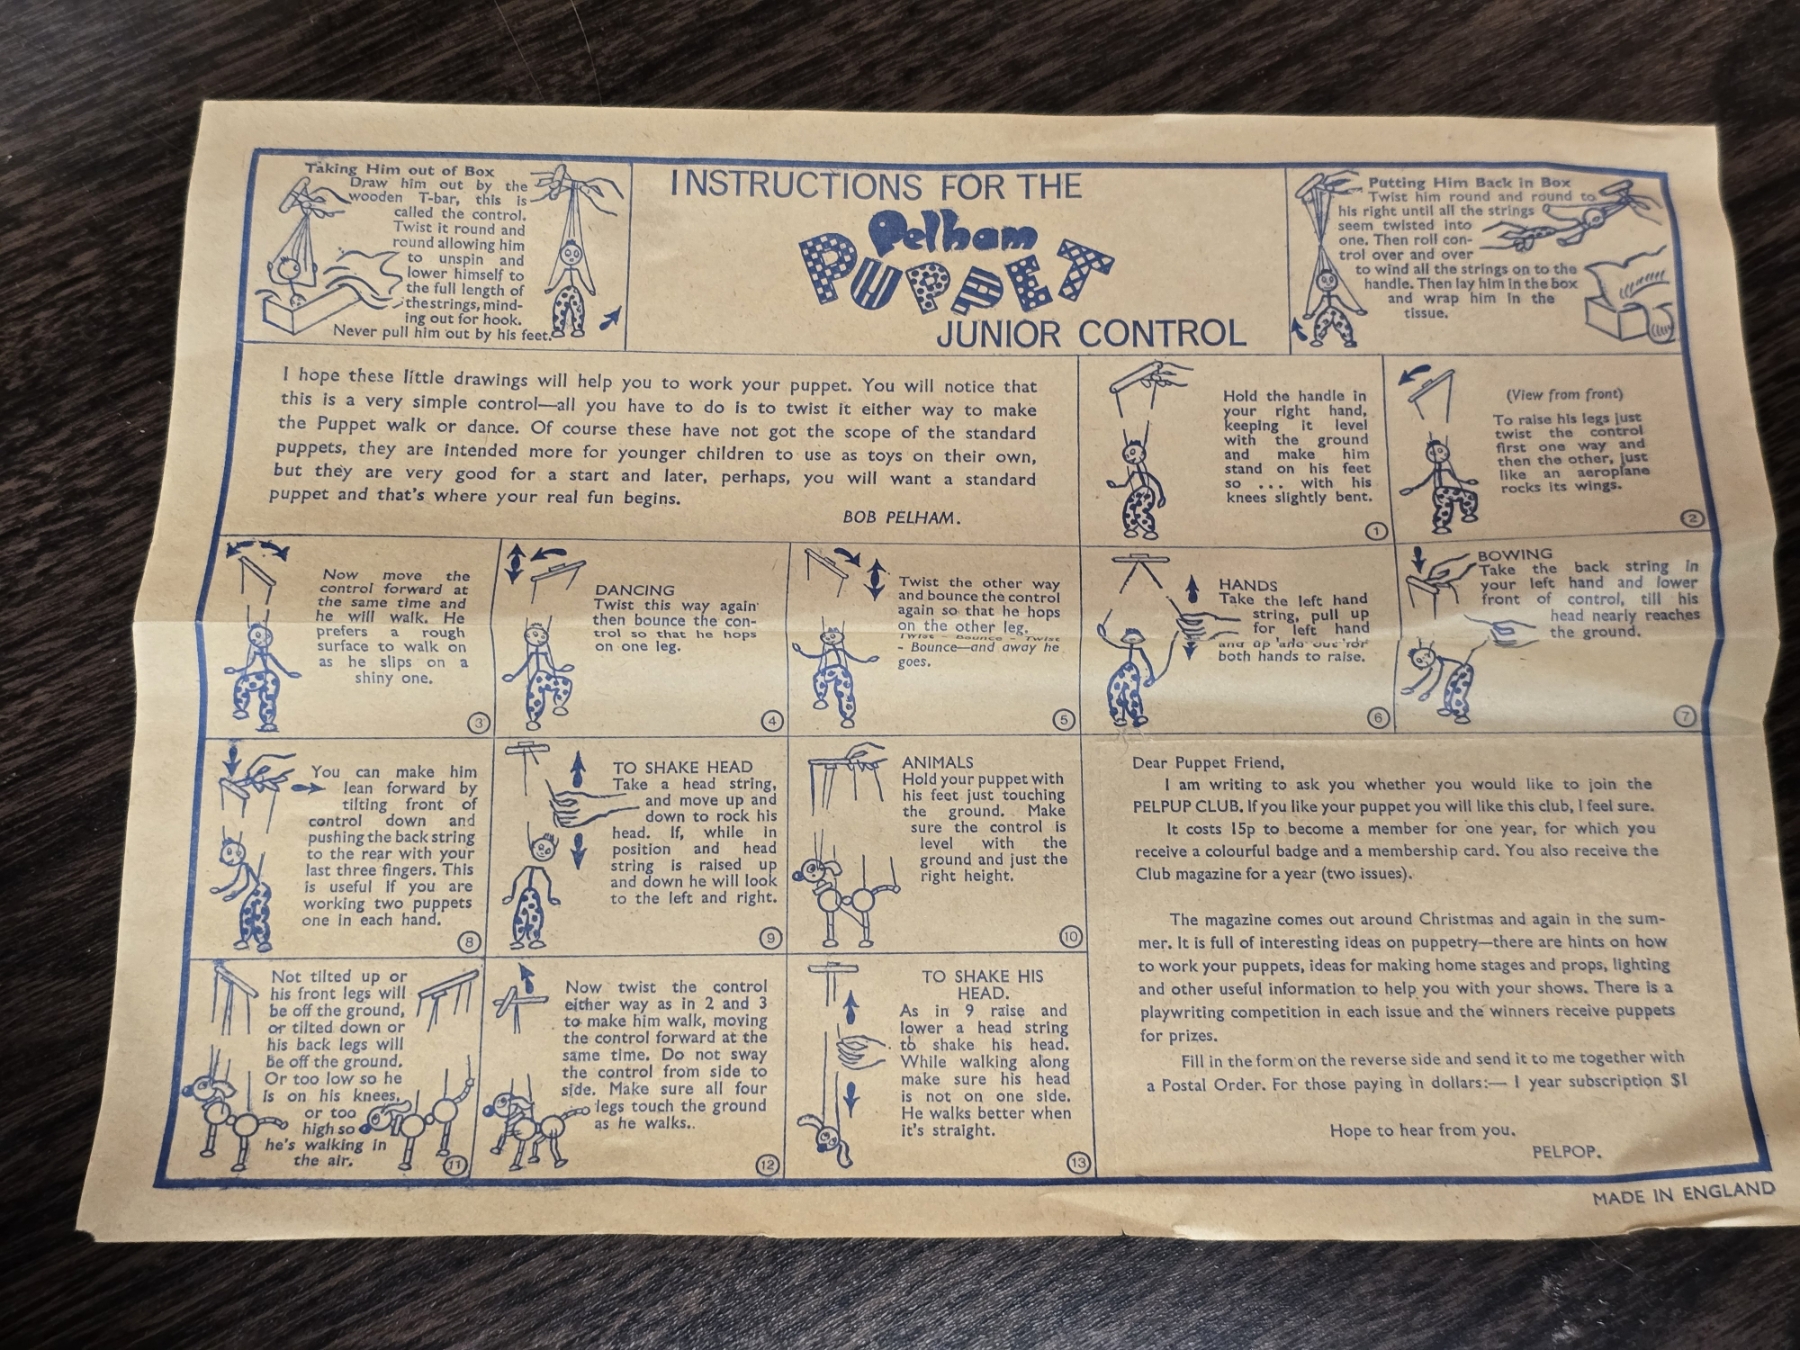 Taking Him out of Box
Draw him out by the
wooden T-bar, this is
called the control.
Twist it round and
round allowing him
to unspin and
lower himself to
the full length of
the strings, mind-
ing out for hook.
Never pull him out by his feet.
INSTRUCTIONS FOR THE
Pelham
PUPPET
JUNIOR CONTROL
Putting Him Back in Box
Twist him round and round to
his right until all the strings
seem twisted into
one. Then roll con-
trol over and over
to wind all the strings on to the
handle. Then lay him in the box
and wrap him in the
tissue.
I hope these little drawings will help you to work your puppet. You will notice that
this is a very simple control—all you have to do is to twist it either way to make
the Puppet walk or dance. Of course these have not got the scope of the standard
puppets, they are intended more for younger children to use as toys on their own,
but they are very good for a start and later, perhaps, you will want a standard
puppet and that's where your real fun begins.
BOB PELHAM.
Hold the handle in
your right hand,
keeping it level
with the ground
and make him
stand on his feet
so ... with his
knees slightly bent.
1
(View from front)
To raise his legs just
twist the control
first one way and
then the other, just
like an aeroplane
rocks its wings.
2
Now move the
control forward at
the same time and
he will walk. He
prefers a rough
surface to walk on
as he slips on a
shiny one.
3
DANCING
Twist this way again
then bounce the con-
trol so that he hops
on one leg.
4
Twist the other way
and bounce the control
again so that he hops
on the other leg.
Twist - Bounce - Twist
- Bounce—and away he
goes.
5
HANDS
Take the left hand
string, pull up
for left hand
and up and out for
both hands to raise.
6
BOWING
Take the back string in
your left hand and lower
front of control, till his
head nearly reaches
the ground.
7
You can make him
lean forward by
tilting front of
control down and
pushing the back string
to the rear with your
last three fingers. This
is useful if you are
working two puppets
one in each hand.
8
TO SHAKE HEAD
Take a head string,
and move up and
down to rock his
head. If, while in
position and head
string is raised up
and down he will look
to the left and right.
9
ANIMALS
Hold your puppet with
his feet just touching
the ground. Make
sure the control is
level with the
ground and just the
right height.
10
Not tilted up or
his front legs will
be off the ground,
or tilted down or
his back legs will
be off the ground.
Or too low so he
is on his knees,
or too
high so
he's walking in
the air.
11
Now twist the control
either way as in 2 and 3
to make him walk, moving
the control forward at the
same time. Do not sway
the control from side to
side. Make sure all four
legs touch the ground
as he walks..
12
TO SHAKE HIS
HEAD.
As in 9 raise and
lower a head string
to shake his head.
While walking along
make sure his head
is not on one side.
He walks better when
it's straight.
13
Dear Puppet Friend,
I am writing to ask you whether you would like to join the
PELPUP CLUB. If you like your puppet you will like this club, I feel sure.
It costs 15p to become a member for one year, for which you
receive a colourful badge and a membership card. You also receive the
Club magazine for a year (two issues).
The magazine comes out around Christmas and again in the sum-
mer. It is full of interesting ideas on puppetry—there are hints on how
to work your puppets, ideas for making home stages and props, lighting
and other useful information to help you with your shows. There is a
playwriting competition in each issue and the winners receive puppets
for prizes.
Fill in the form on the reverse side and send it to me together with
a Postal Order. For those paying in dollars:— 1 year subscription $1
Hope to hear from you.
PELPOP.
MADE IN ENGLAND